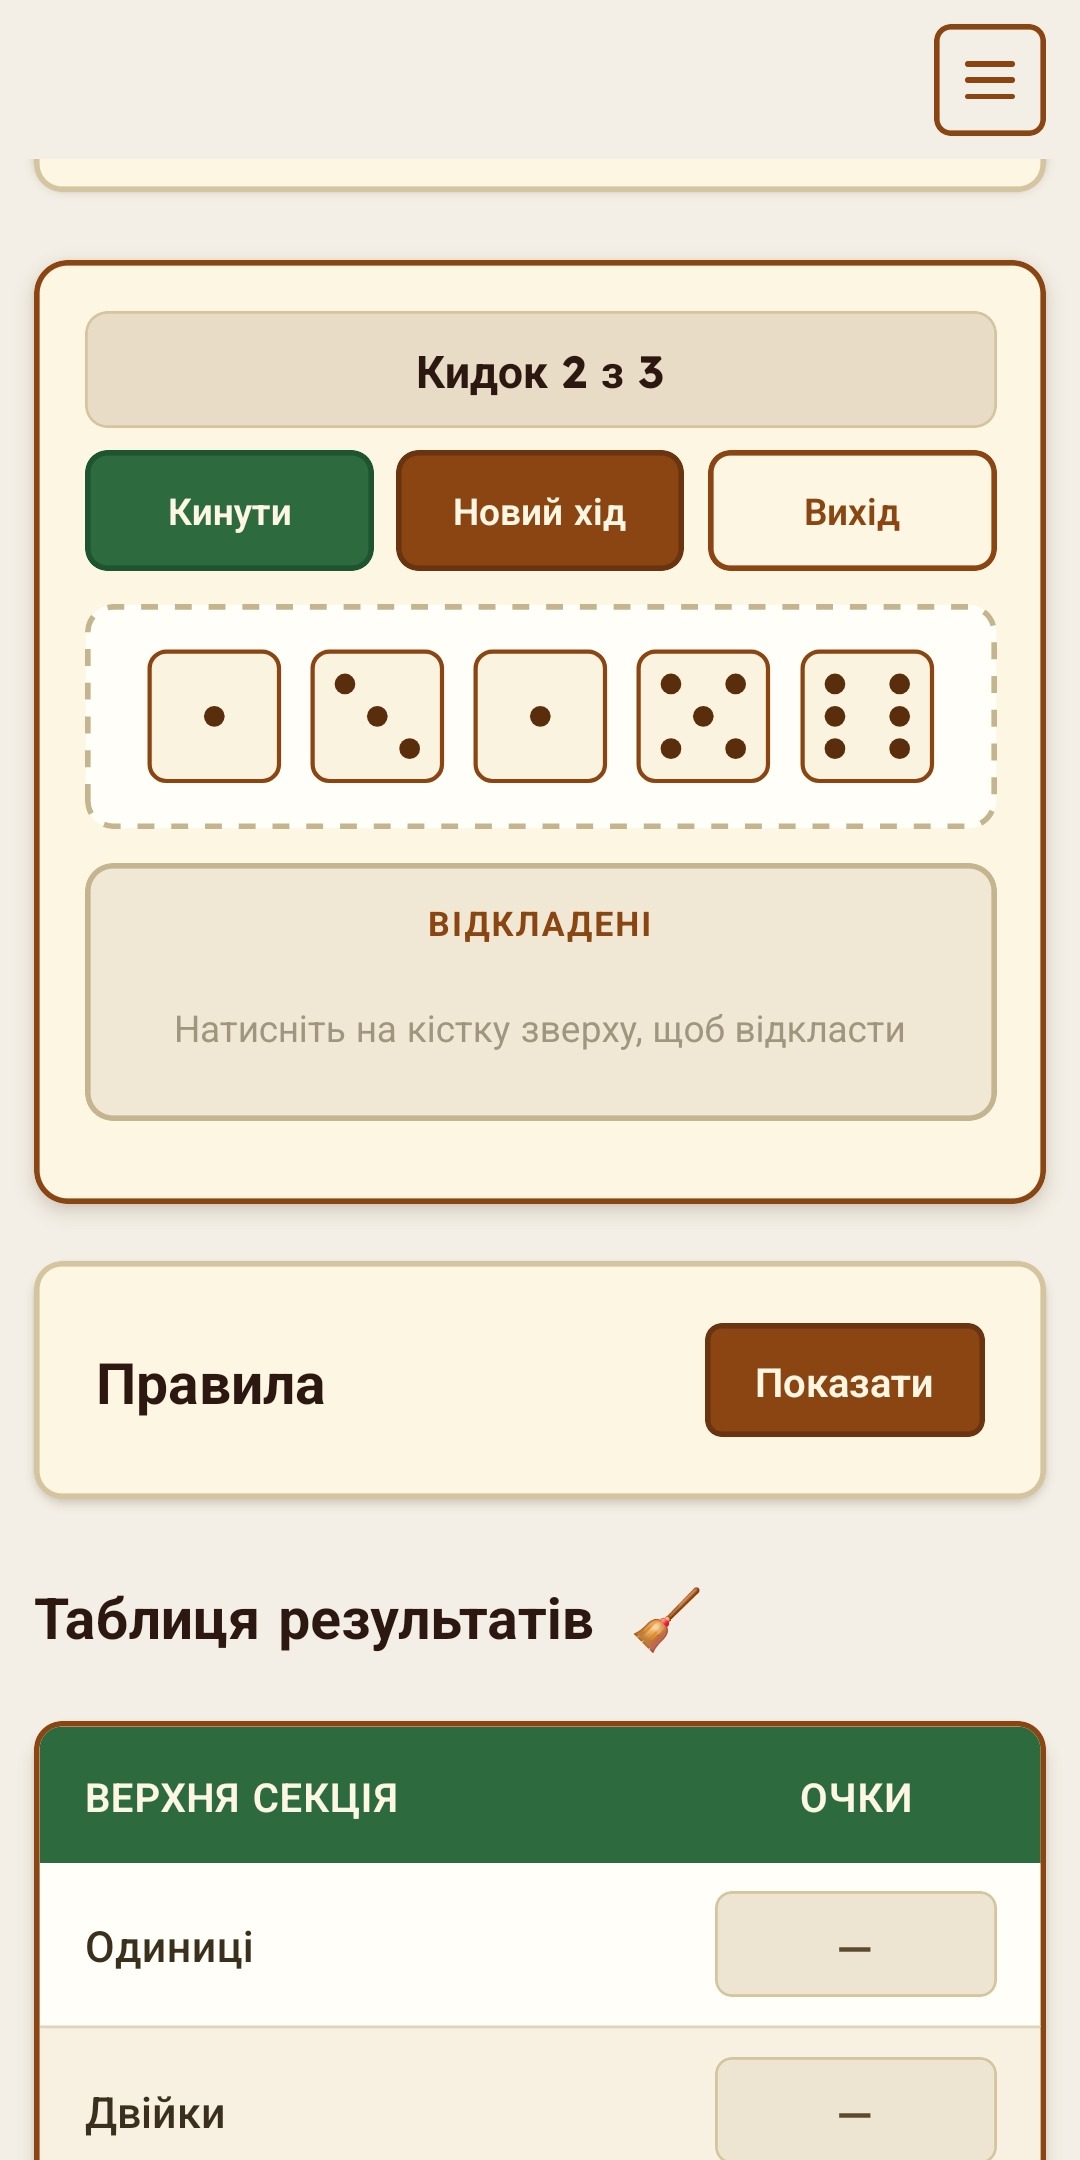 Кидок 2 з 3
Кинути
Новий хід
Вихід
ВІДКЛАДЕНІ
Натисніть на кістку зверху, щоб відкласти
Правила
Показати
Таблиця результатів
ВЕРХНЯ СЕКЦІЯ ОЧКИ
Одиниці —
Двійки —